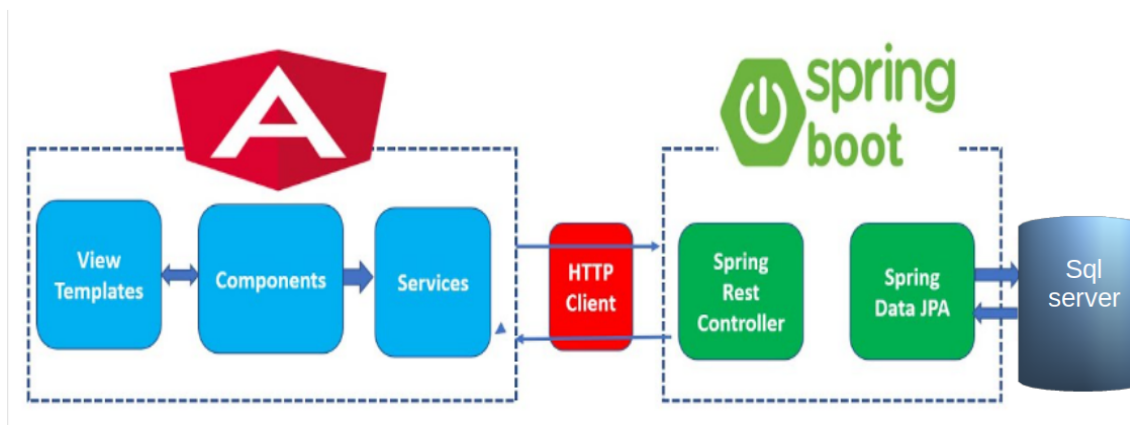 A
spring
boot
View
Templates
Components
Services
HTTP
Client
Spring
Rest
Controller
Spring
Data JPA
Sql
server